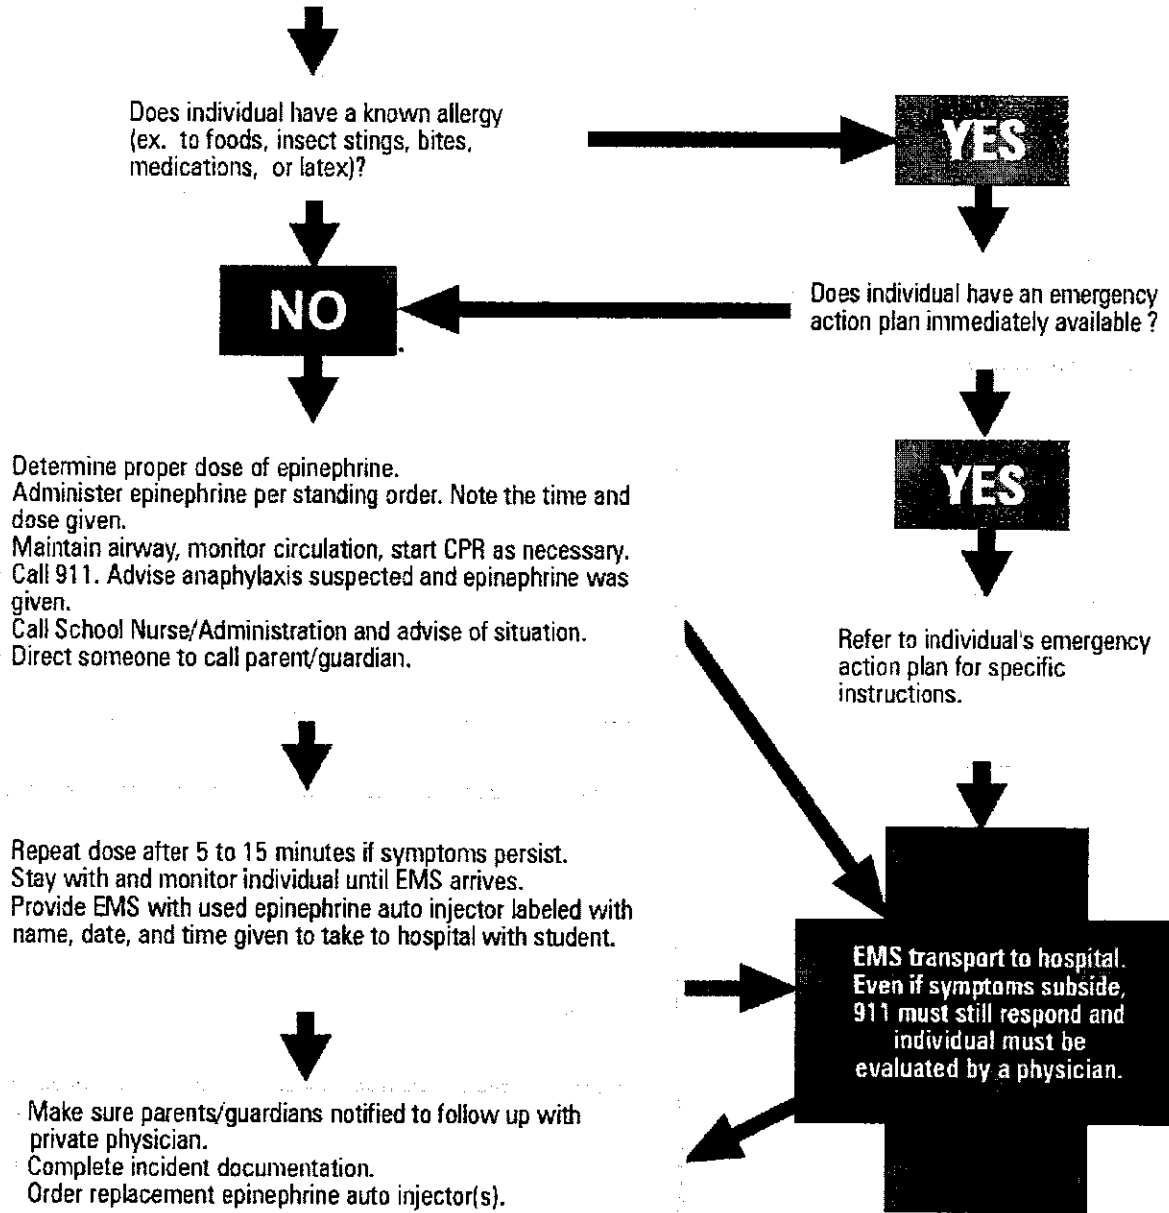 Does individual have a known allergy
(ex. to foods, insect stings, bites,
medications, or latex)?
YES
NO
Does individual have an emergency
action plan immediately available ?
YES
Determine proper dose of epinephrine.
Administer epinephrine per standing order. Note the time and
dose given.
Maintain airway, monitor circulation, start CPR as necessary.
Call 911. Advise anaphylaxis suspected and epinephrine was
given.
Call School Nurse/Administration and advise of situation.
Direct someone to call parent/guardian.
Refer to individual's emergency
action plan for specific
instructions.
Repeat dose after 5 to 15 minutes if symptoms persist.
Stay with and monitor individual until EMS arrives.
Provide EMS with used epinephrine auto injector labeled with
name, date, and time given to take to hospital with student.
EMS transport to hospital.
Even if symptoms subside,
911 must still respond and
individual must be
evaluated by a physician.
Make sure parents/guardians notified to follow up with
private physician.
Complete incident documentation.
Order replacement epinephrine auto injector(s).